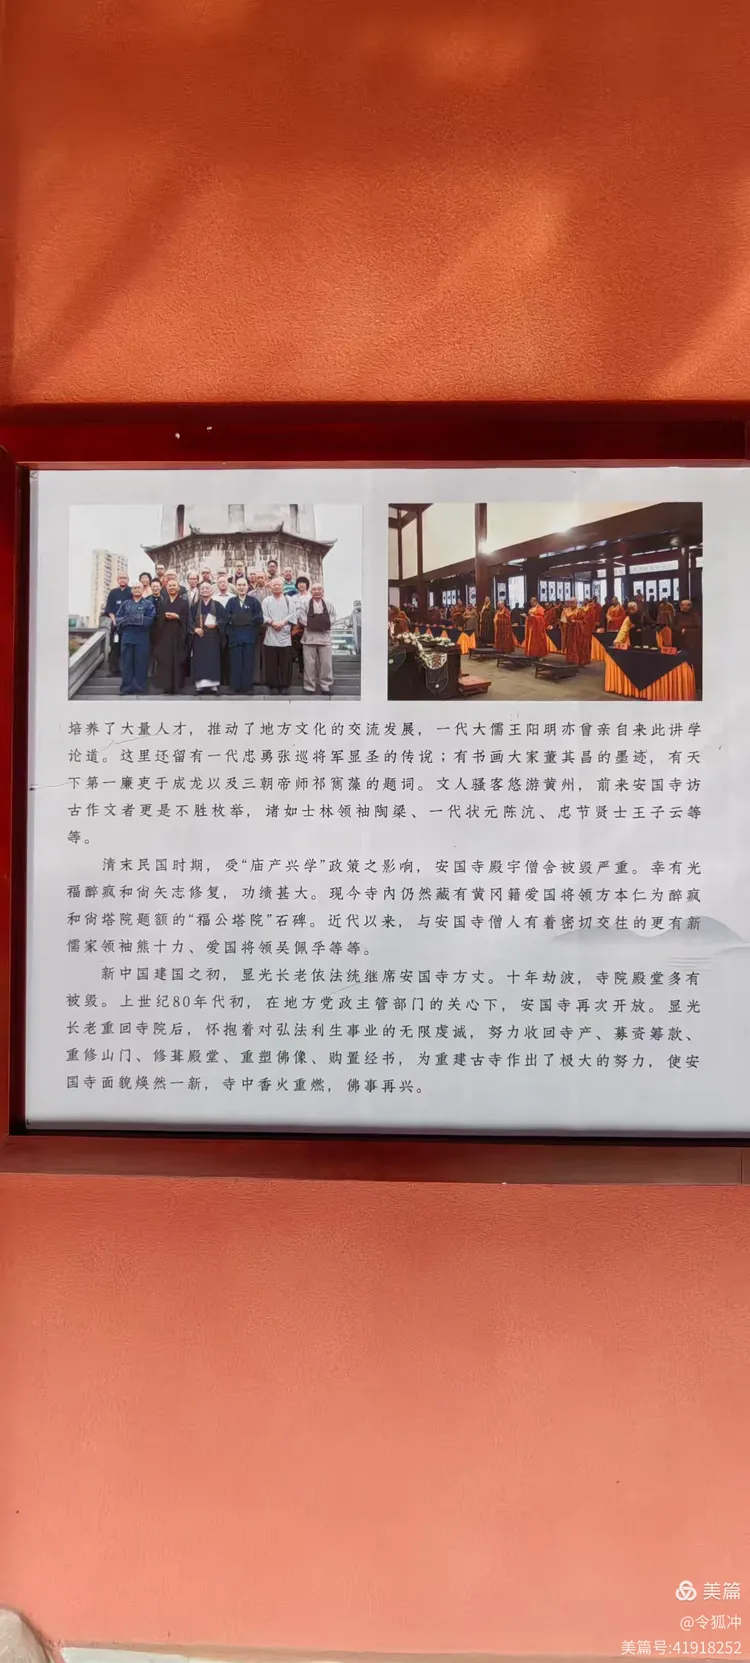 培养了大量人才，推动了地方文化的交流发展，一代大儒王阳明亦曾亲自来此讲学
论道。这里还留有一代忠勇张巡将军显圣的传说；有书画大家董其昌的墨迹，有天
下第一廉吏于成龙以及三朝帝师祁寯藻的题词。文人骚客悠游黄州，前来安国寺访
古作文者更是不胜枚举，诸如士林领袖陶梁、一代状元陈沆、忠节贤士王子云等
等。
清末民国时期，受“庙产兴学”政策之影响，安国寺殿宇僧舍被毁严重。幸有光
福醉疯和尚矢志修复，功绩甚大。现今寺内仍然藏有黄冈籍爱国将领方本仁为醉疯
和尚塔院题额的“福公塔院”石碑。近代以来，与安国寺僧人有着密切交往的更有新
儒家领袖熊十力、爱国将领吴佩孚等等。
新中国建国之初，显光长老依法统继席安国寺方丈。十年劫波，寺院殿堂多有
被毁。上世纪80年代初，在地方党政主管部门的关心下，安国寺再次开放。显光
长老重回寺院后，怀抱着对弘法利生事业的无限虔诚，努力收回寺产、募资筹款、
重修山门、修葺殿堂、重塑佛像、购置经书，为重建古寺作出了极大的努力，使安
国寺面貌焕然一新，寺中香火重燃，佛事再兴。
美篇
@令狐冲
美篇号:41918252